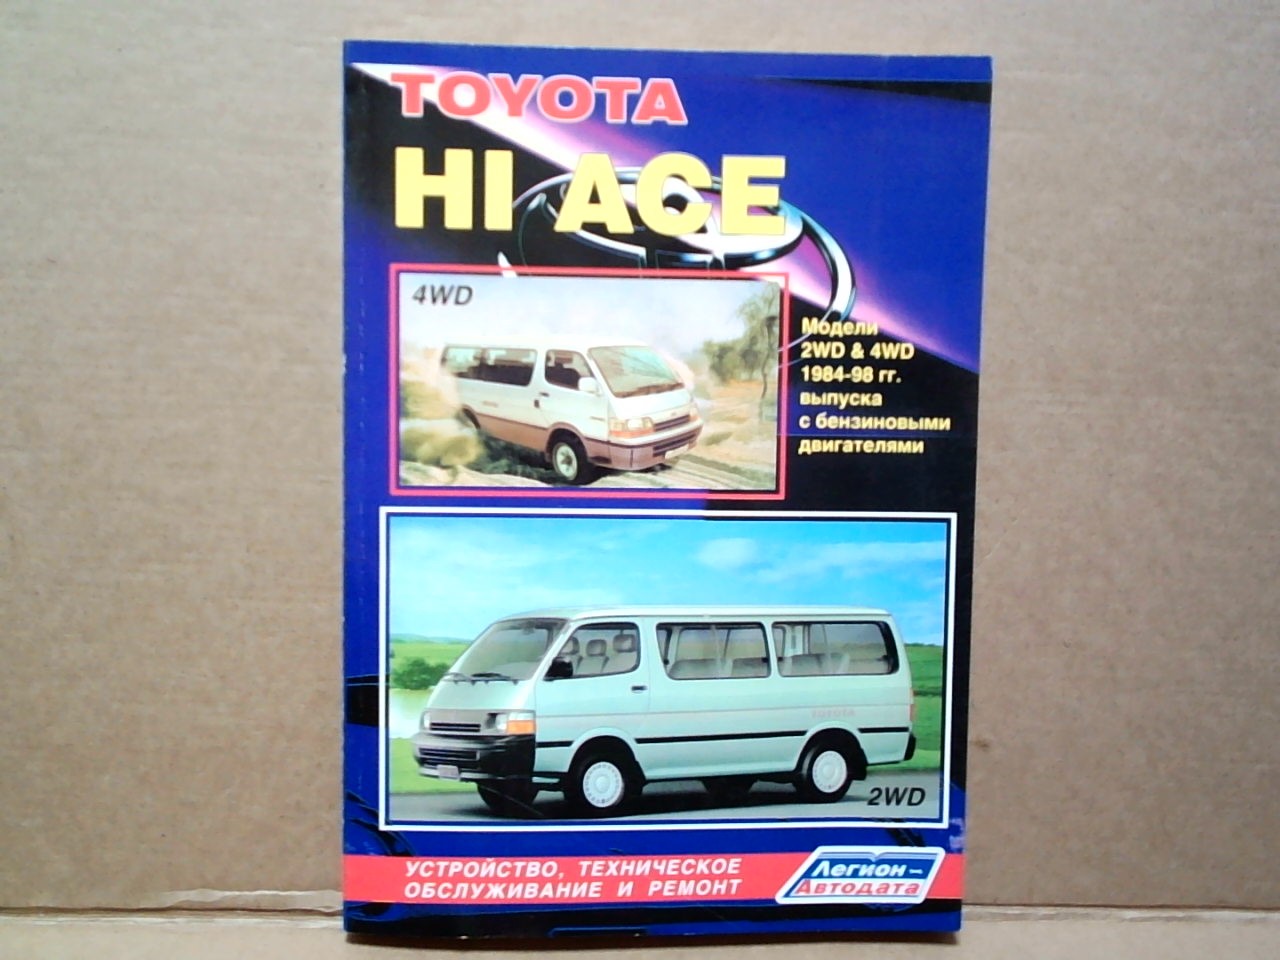 TOYOTA
HI ACE
4WD
Модели
2WD & 4WD
1984-98 гг.
выпуска
с бензиновыми
двигателями
TOYOTA
2WD
УСТРОЙСТВО, ТЕХНИЧЕСКОЕ
ОБСЛУЖИВАНИЕ И РЕМОНТ
Легион
Автодата